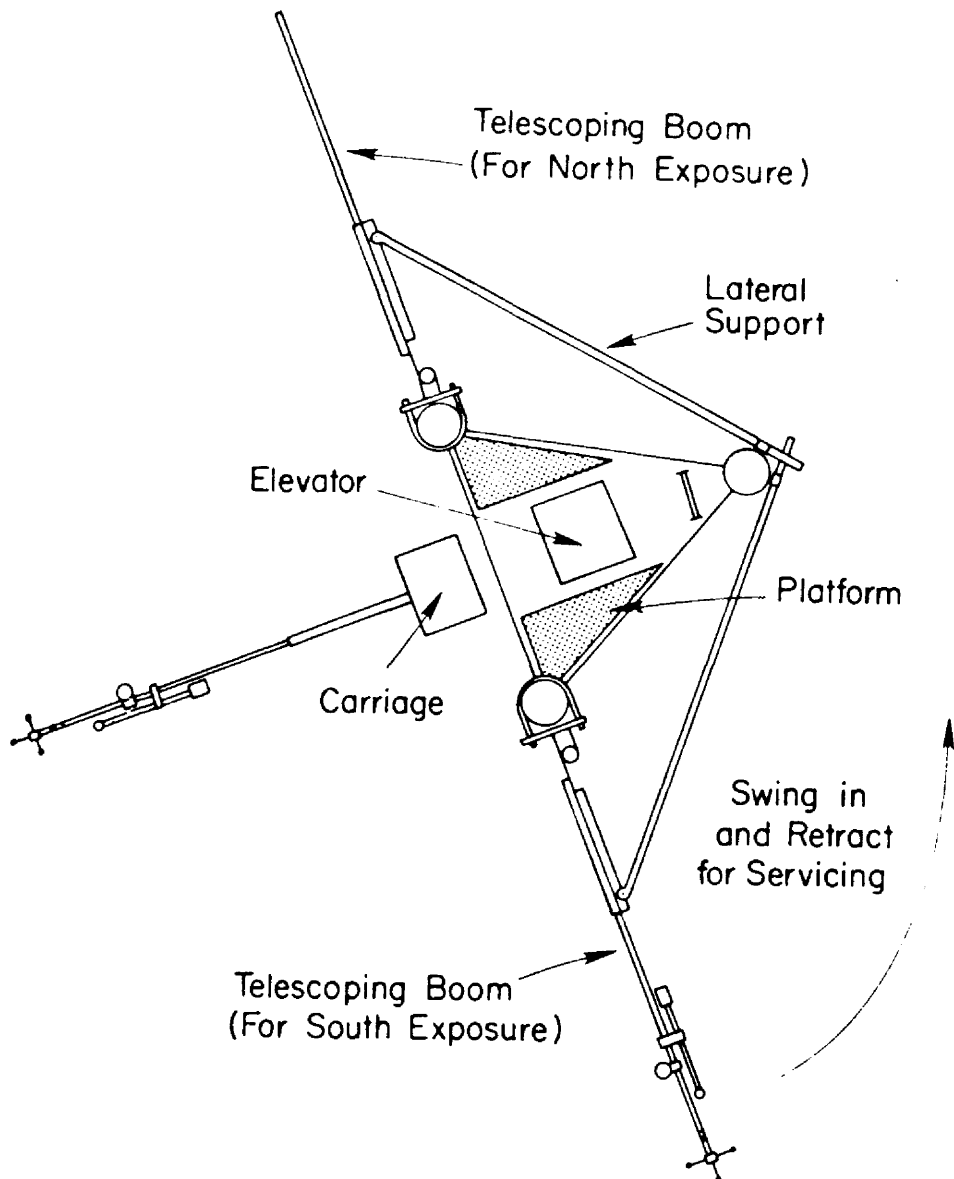 Telescoping Boom
(For North Exposure)
Lateral
Support
Elevator
Platform
Carriage
Swing in
and Retract
for Servicing
Telescoping Boom
(For South Exposure)